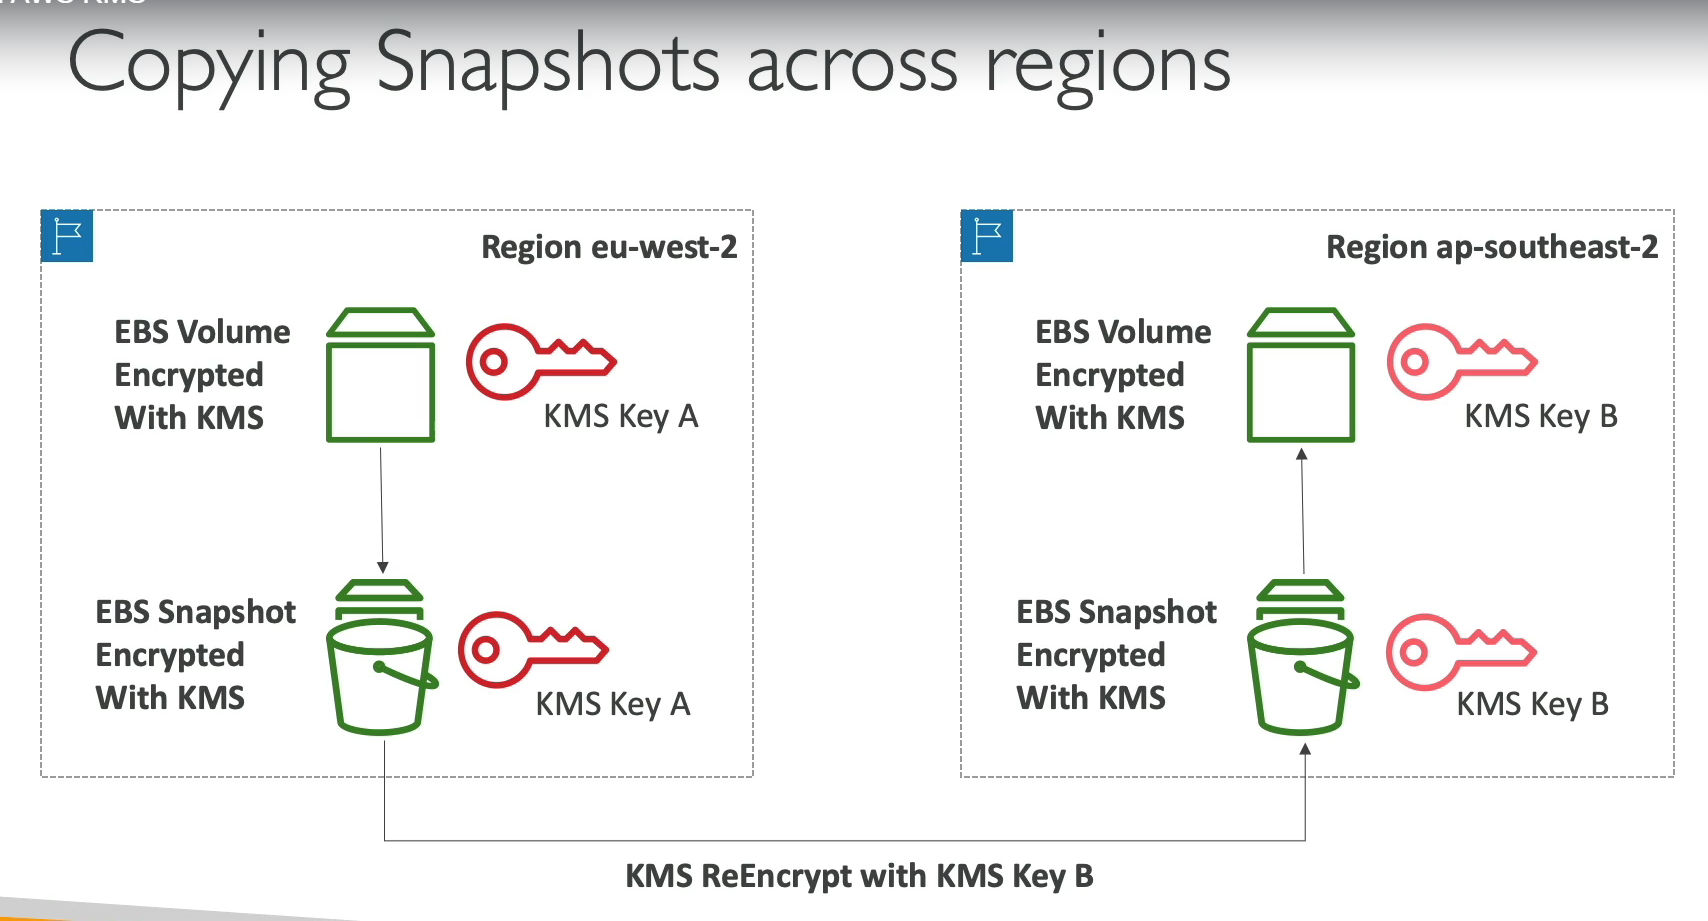 AWS KMS
Copying Snapshots across regions
Region eu-west-2
EBS Volume
Encrypted
With KMS
KMS Key A
EBS Snapshot
Encrypted
With KMS
KMS Key A
Region ap-southeast-2
EBS Volume
Encrypted
With KMS
KMS Key B
EBS Snapshot
Encrypted
With KMS
KMS Key B
KMS ReEncrypt with KMS Key B